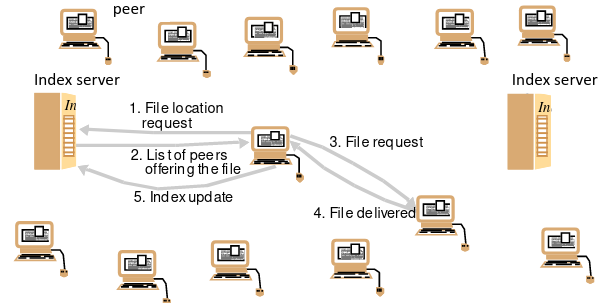 peer
Index server
Index server
In
In
1. File location
request
2. List of peers
offering the file
3. File request
4. File delivered
5. Index update